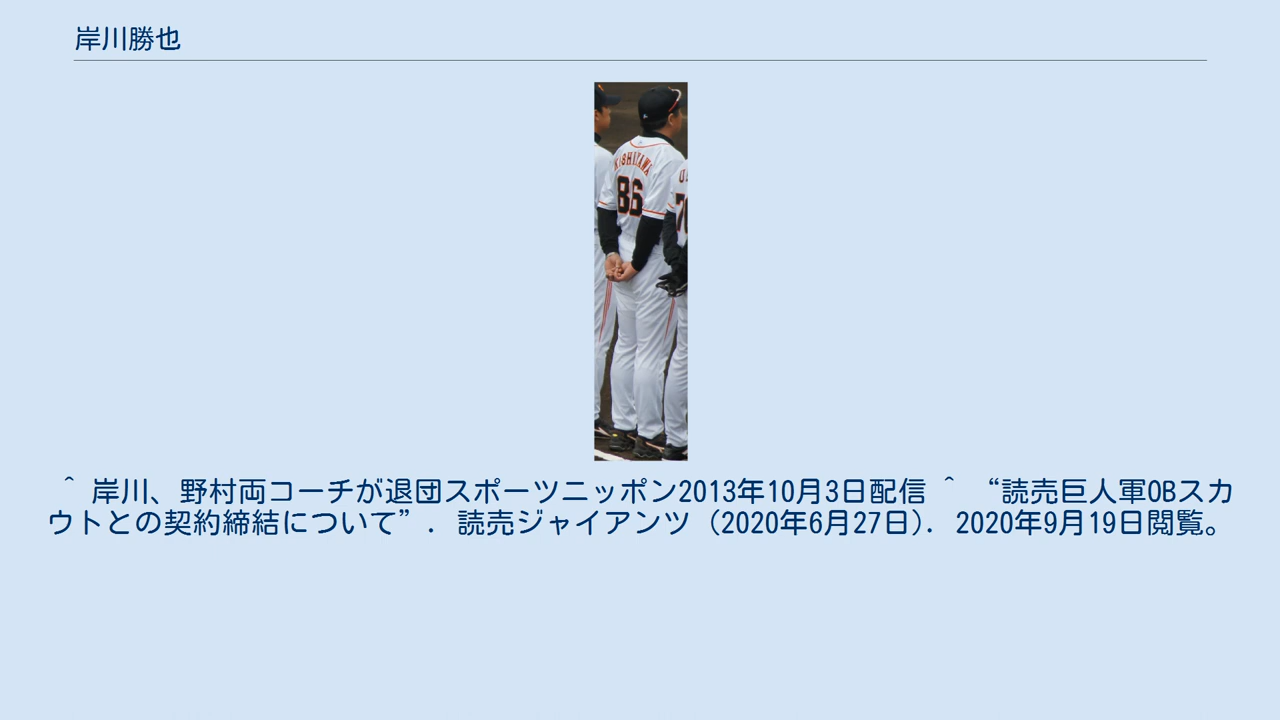 岸川勝也
KISHIKAWA
86
70
＾ 岸川、野村両コーチが退団スポーツニッポン2013年10月3日配信 ＾ “読売巨人軍OBスカ
ウトとの契約締結について”. 読売ジャイアンツ (2020年6月27日). 2020年9月19日閲覧。